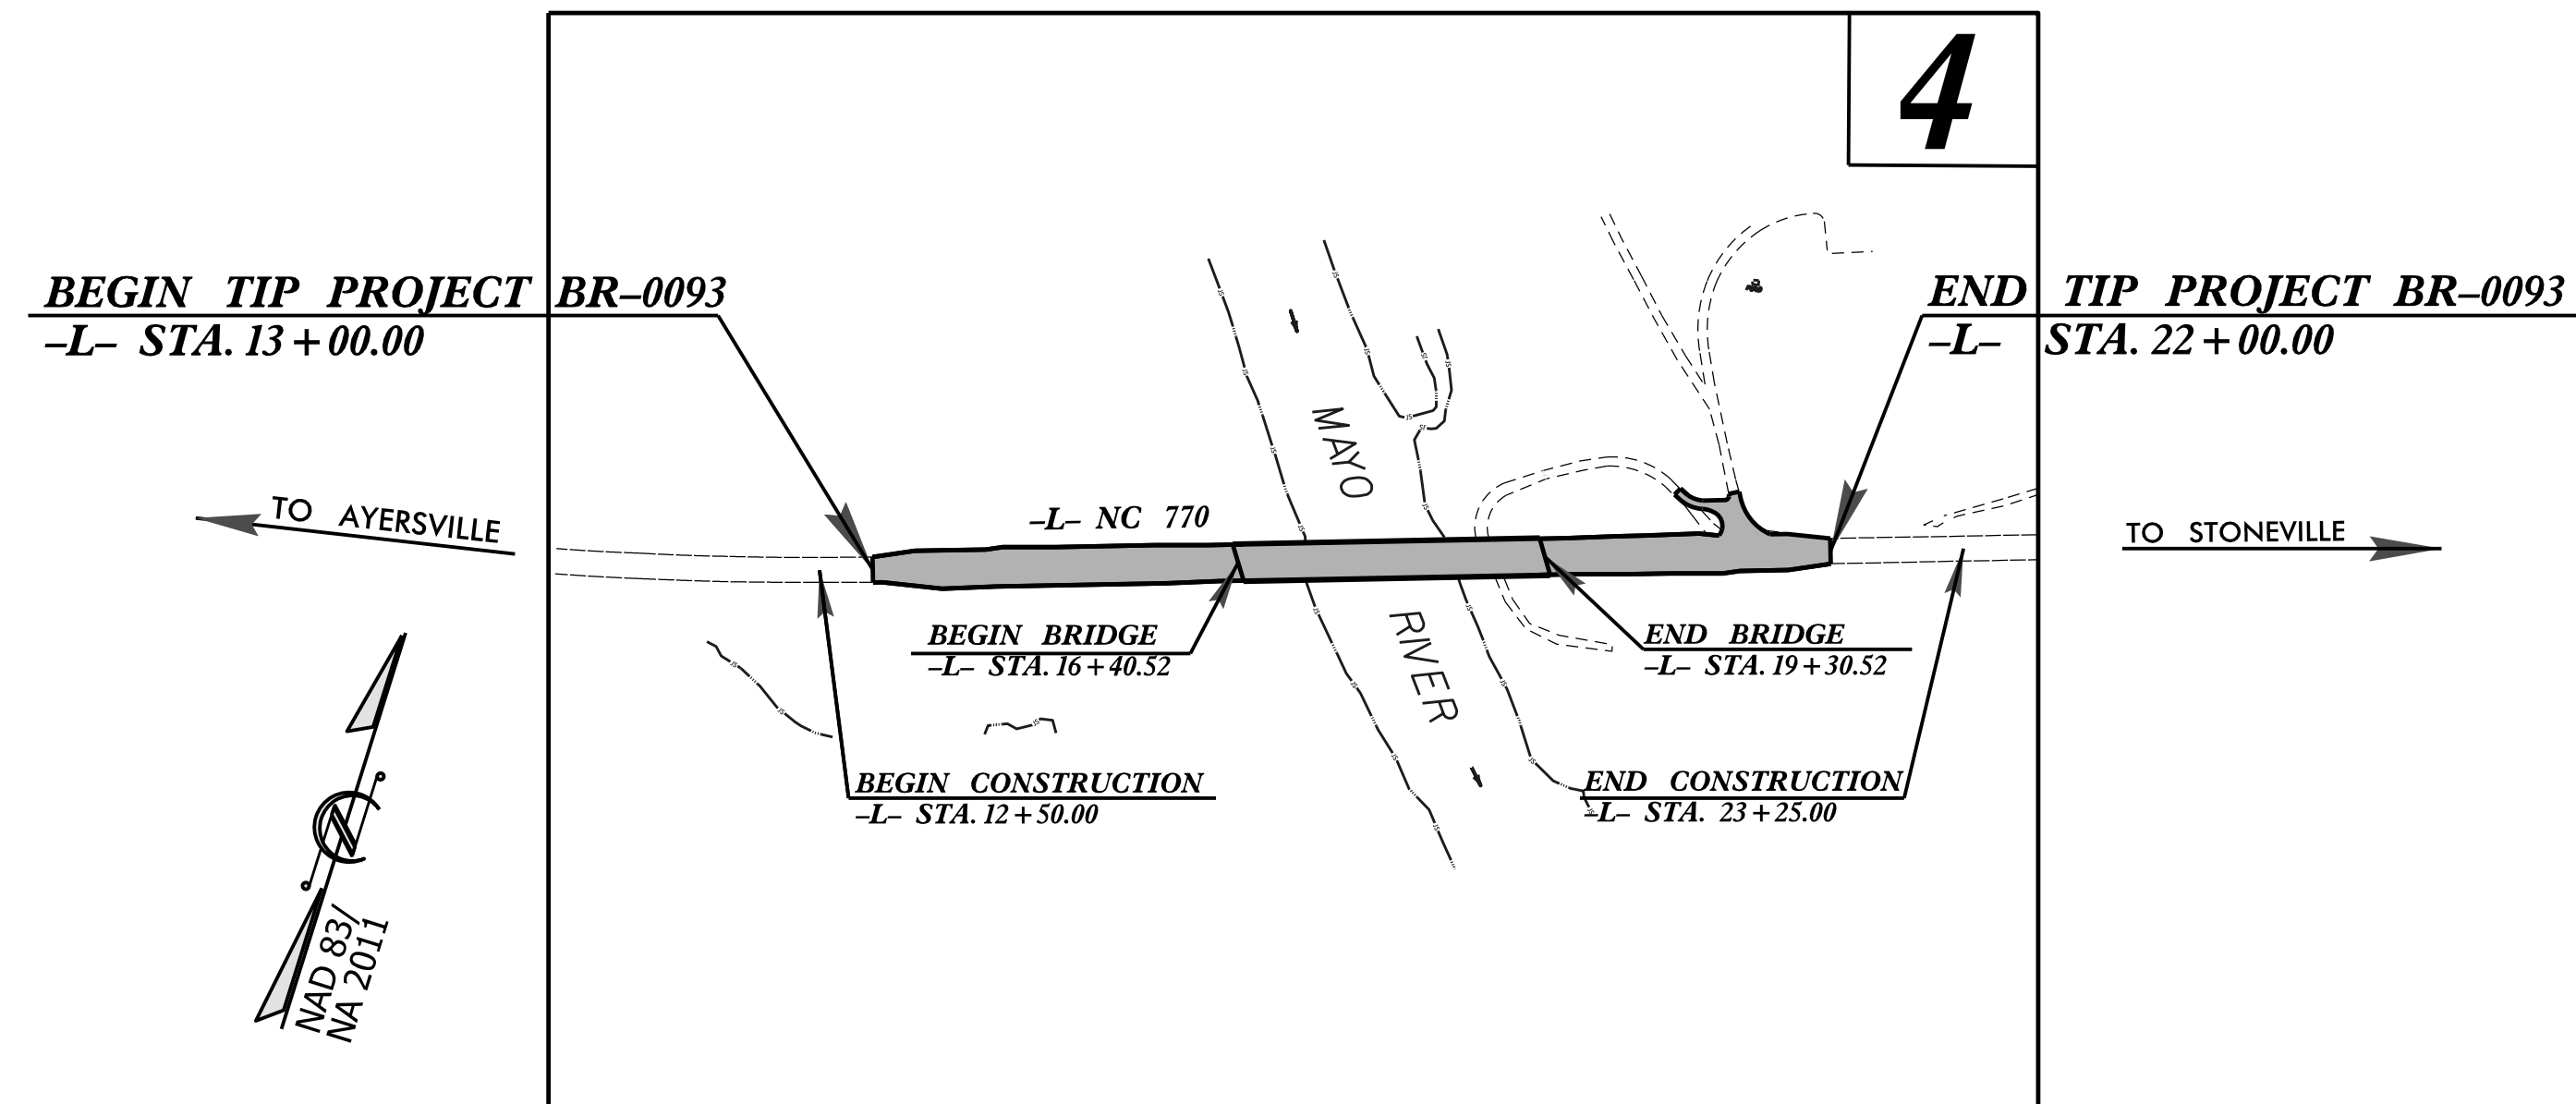 4
BEGIN TIP PROJECT BR–0093
–L– STA. 13+00.00
END TIP PROJECT BR–0093
–L– STA. 22+00.00
TO AYERSVILLE
–L– NC 770
MAYO
RIVER
TO STONEVILLE
BEGIN BRIDGE
–L– STA. 16+40.52
END BRIDGE
–L– STA. 19+30.52
BEGIN CONSTRUCTION
–L– STA. 12+50.00
END CONSTRUCTION
–L– STA. 23+25.00
NAD 83/
NA 2011